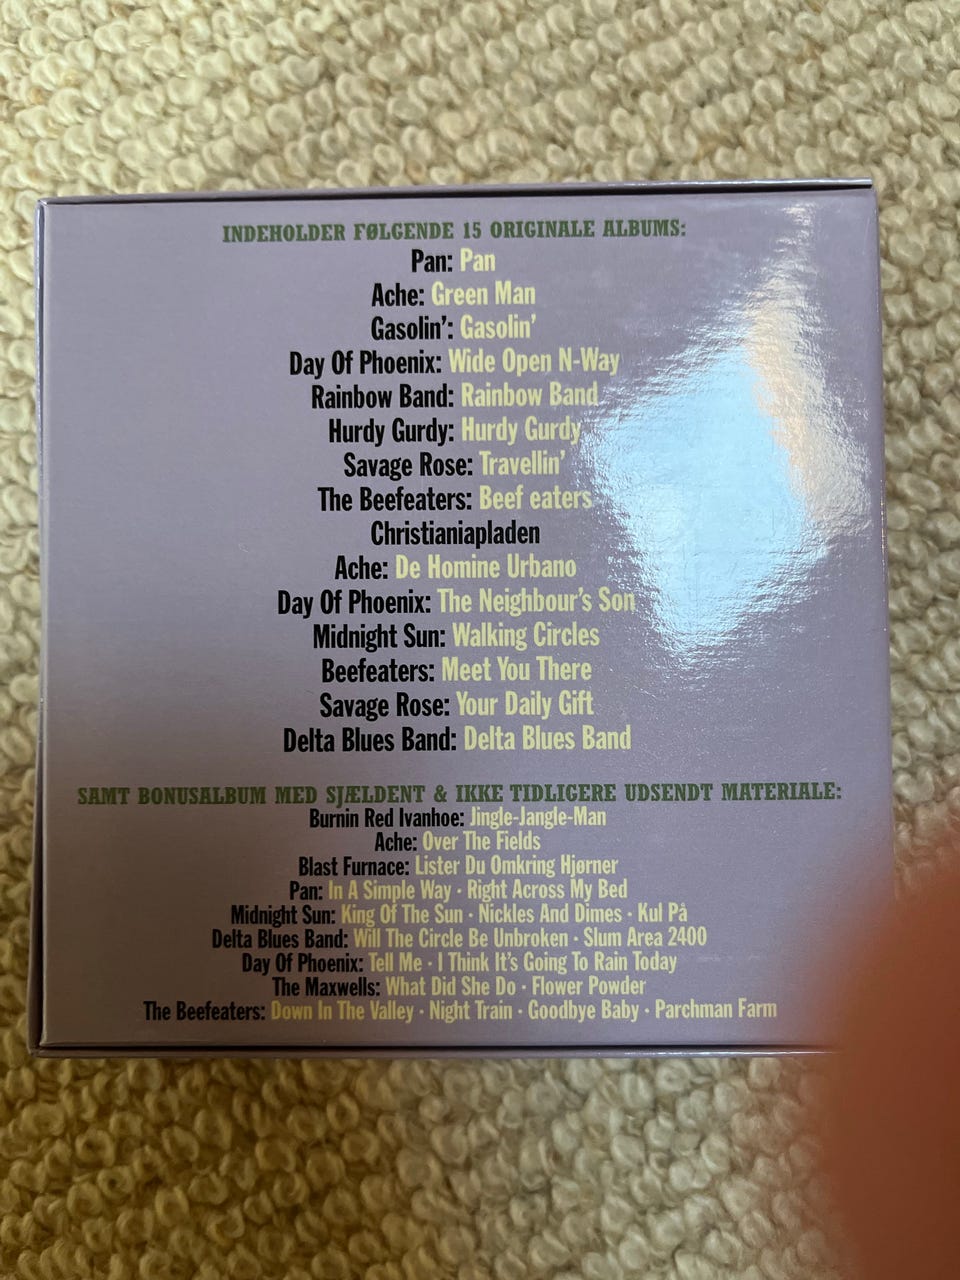 INDEHOLDER FØLGENDE 15 ORIGINALE ALBUMS:
Pan: Pan
Ache: Green Man
Gasolin': Gasolin'
Day Of Phoenix: Wide Open N-Way
Rainbow Band: Rainbow Band
Hurdy Gurdy: Hurdy Gurdy
Savage Rose: Travellin'
The Beefeaters: Beef eaters
Christianiapladen
Ache: De Homine Urbano
Day Of Phoenix: The Neighbour's Son
Midnight Sun: Walking Circles
Beefeaters: Meet You There
Savage Rose: Your Daily Gift
Delta Blues Band: Delta Blues Band
SAMT BONUSALBUM MED SJÆLDENT & IKKE TIDLIGERE UDSENDT MATERIALE:
Burnin Red Ivanhoe: Jingle-Jangle-Man
Ache: Over The Fields
Blast Furnace: Lister Du Omkring Hjørner
Pan: In A Simple Way · Right Across My Bed
Midnight Sun: King Of The Sun · Nickles And Dimes · Kul På
Delta Blues Band: Will The Circle Be Unbroken · Slum Area 2400
Day Of Phoenix: Tell Me · I Think It's Going To Rain Today
The Maxwells: What Did She Do · Flower Powder
The Beefeaters: Down In The Valley · Night Train · Goodbye Baby · Parchman Farm